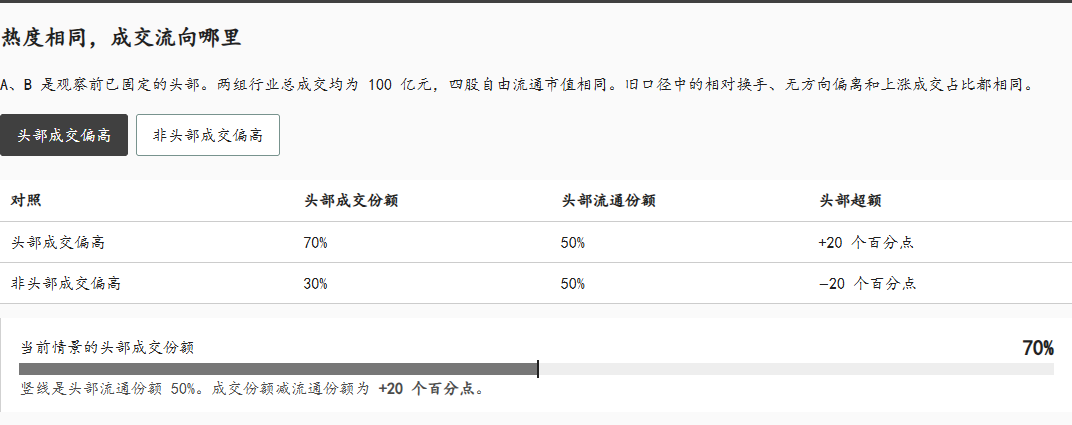 热度相同，成交流向哪里
A、B 是观察前已固定的头部。两组行业总成交均为 100 亿元，四股自由流通市值相同。旧口径中的相对换手、无方向偏离和上涨成交占比都相同。
头部成交偏高 非头部成交偏高
对照 头部成交份额 头部流通份额 头部超额
头部成交偏高 70% 50% +20 个百分点
非头部成交偏高 30% 50% −20 个百分点
当前情景的头部成交份额 70%
竖线是头部流通份额 50%。成交份额减流通份额为 +20 个百分点。